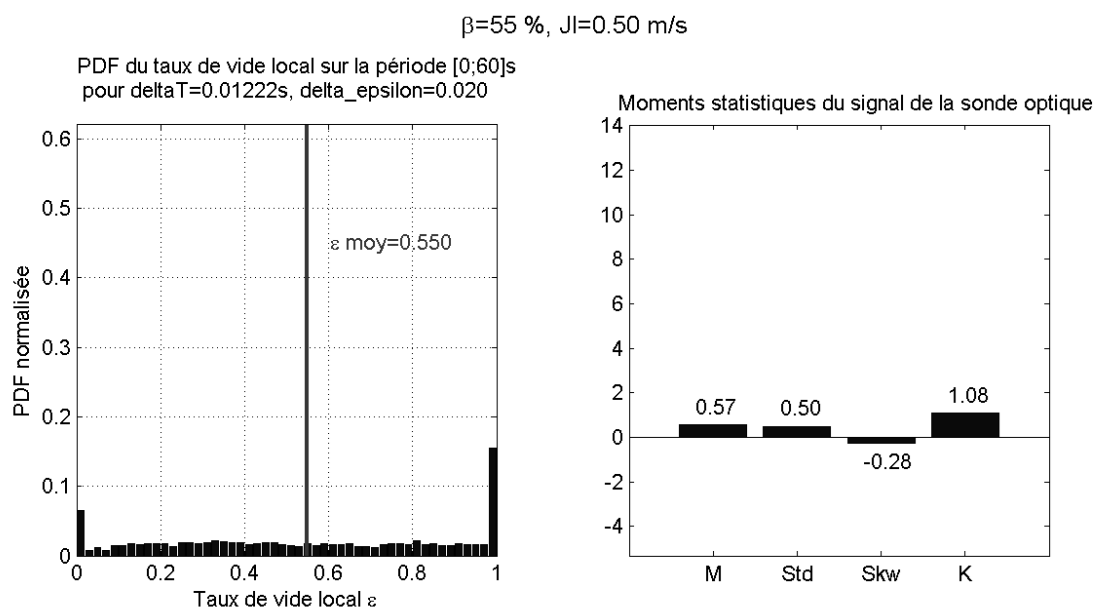 β=55 %, Jl=0.50 m/s
PDF du taux de vide local sur la période [0;60]s
pour deltaT=0.01222s, delta_epsilon=0.020
0.6
0.5
0.4
0.3
0.2
0.1
0
PDF normalisée
ε moy=0.550
0 0.2 0.4 0.6 0.8 1
Taux de vide local ε
Moments statistiques du signal de la sonde optique
14
12
10
8
6
4
2
0
-2
-4
0.57 0.50 -0.28 1.08
M Std Skw K